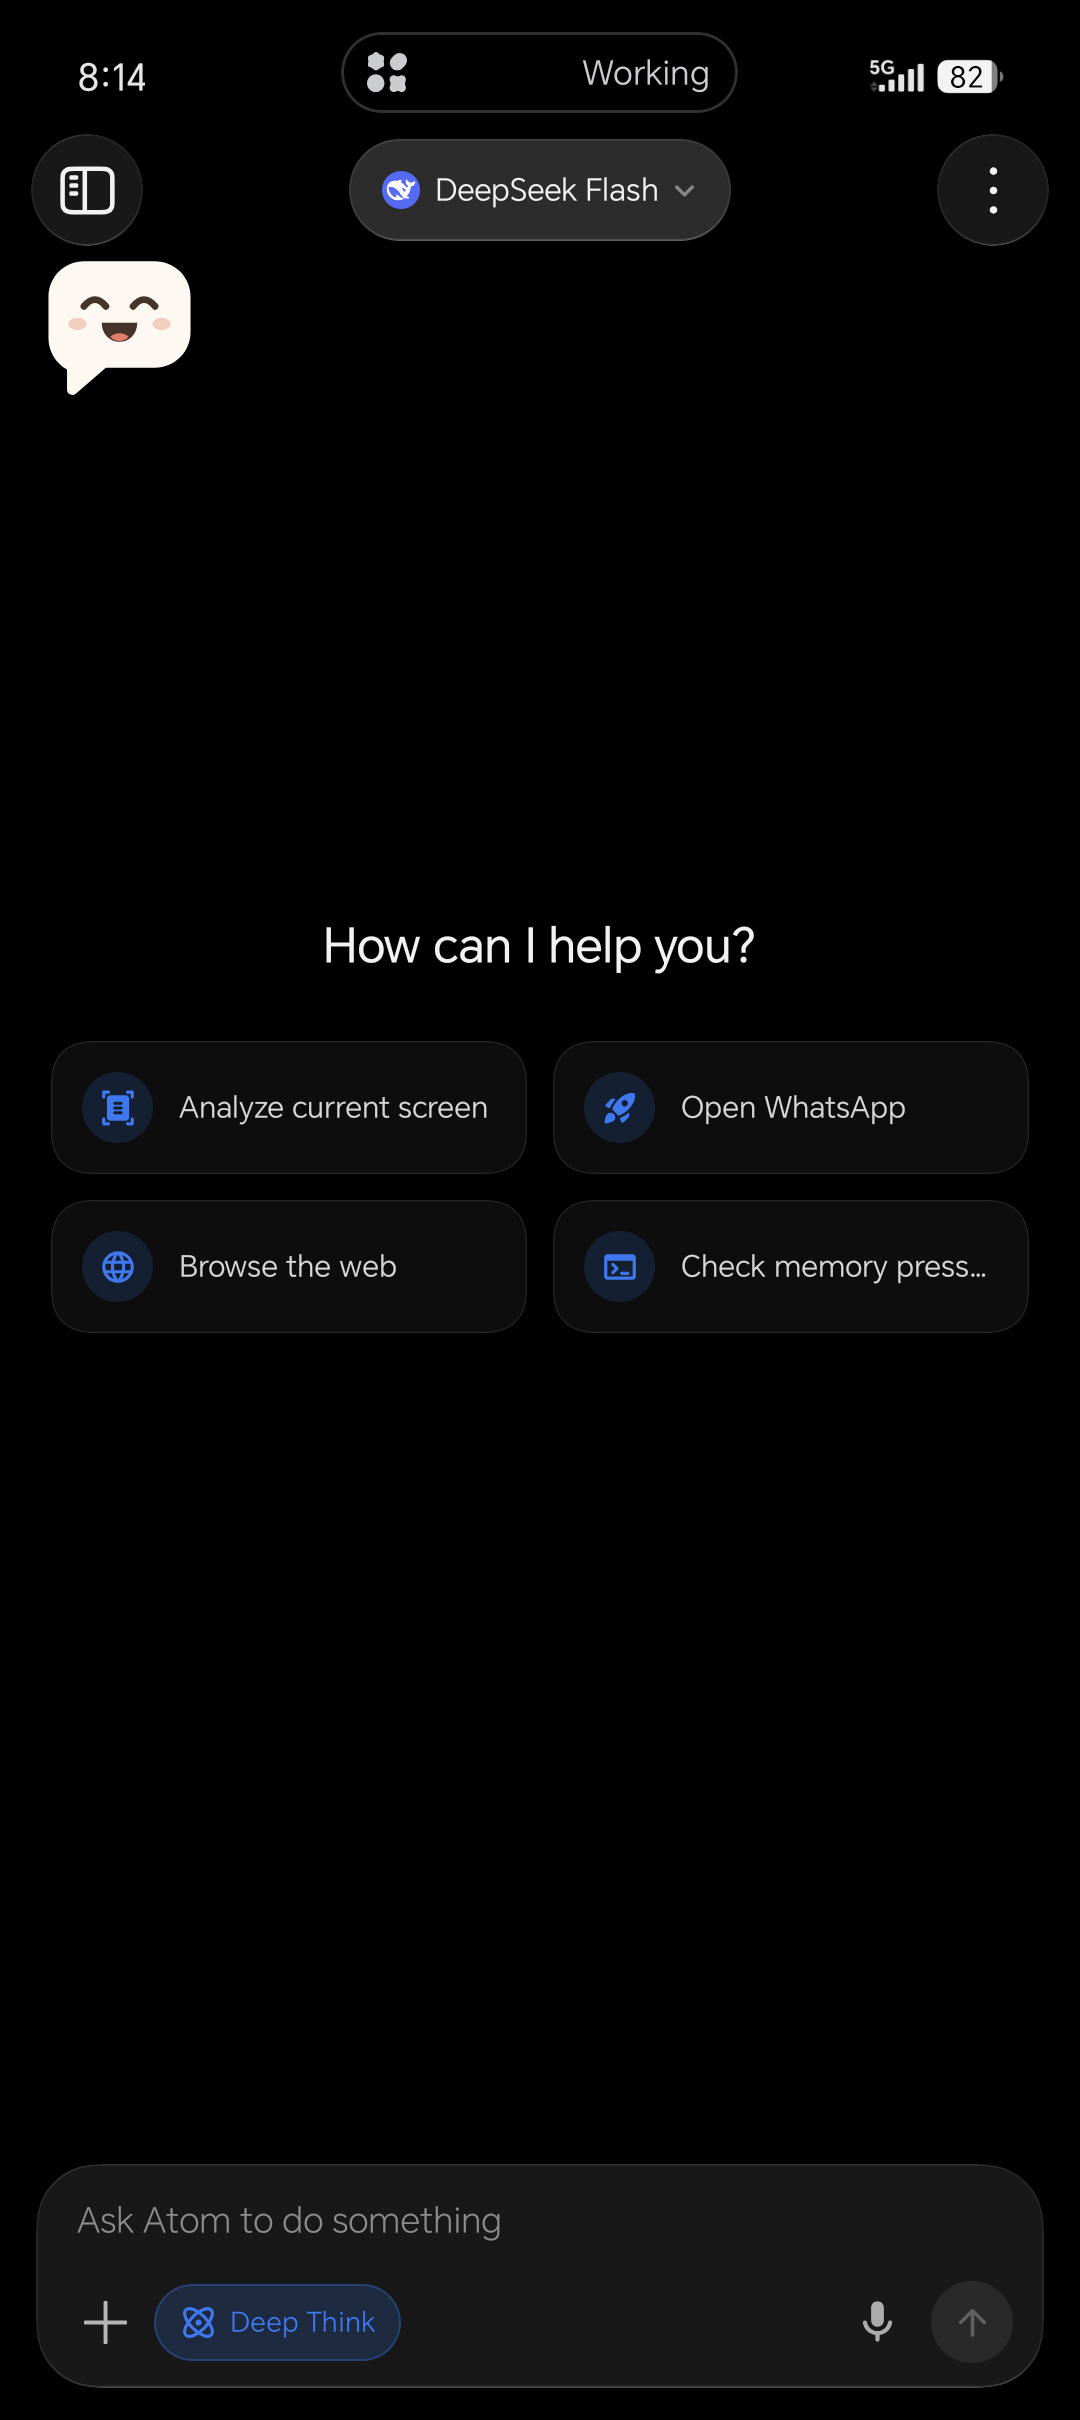 8:14
Working
5G
82
DeepSeek Flash
How can I help you?
Analyze current screen
Open WhatsApp
Browse the web
Check memory press...
Ask Atom to do something
Deep Think